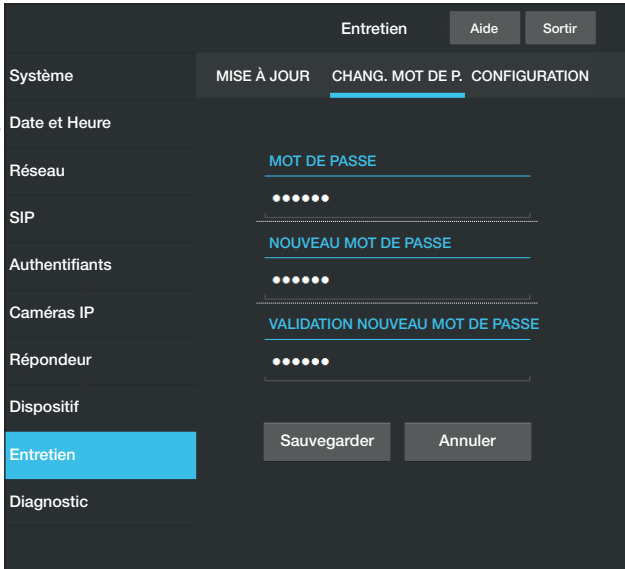 Entretien
Aide
Sortir
Système
Date et Heure
Réseau
SIP
Authentifiants
Caméras IP
Répondeur
Dispositif
Entretien
Diagnostic
MISE À JOUR
CHANG. MOT DE P.
CONFIGURATION
MOT DE PASSE
••••••
NOUVEAU MOT DE PASSE
••••••
VALIDATION NOUVEAU MOT DE PASSE
••••••
Sauvegarder
Annuler